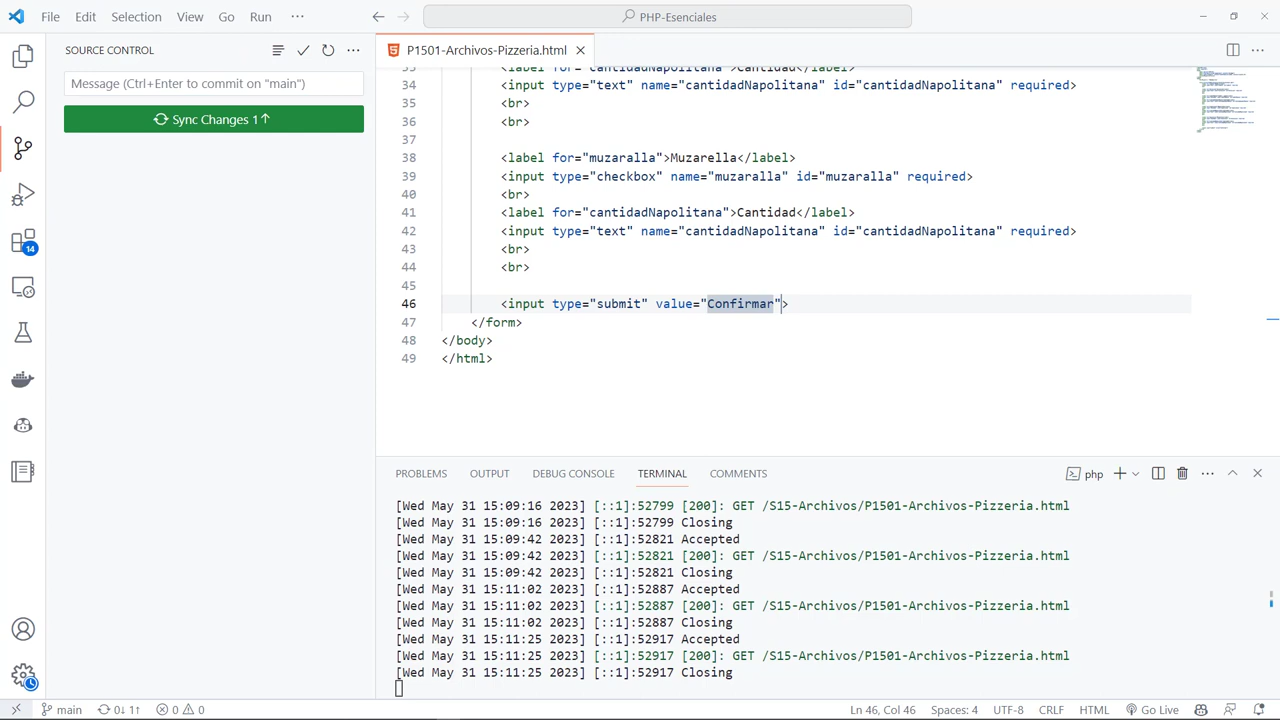 File Edit Selection View Go Run ··· PHP-Esenciales
SOURCE CONTROL
Message (Ctrl+Enter to commit on "main")
Sync Changes 1↑
14
P1501-Archivos-Pizzeria.html
33 <label for="cantidadNapolitana">Cantidad</label>
34 <input type="text" name="cantidadNapolitana" id="cantidadNapolitana" required>
35 <br>
36 <br>
37
38 <label for="muzaralla">Muzarella</label>
39 <input type="checkbox" name="muzaralla" id="muzaralla" required>
40 <br>
41 <label for="cantidadNapolitana">Cantidad</label>
42 <input type="text" name="cantidadNapolitana" id="cantidadNapolitana" required>
43 <br>
44 <br>
45
46 <input type="submit" value="Confirmar">
47 </form>
48 </body>
49 </html>
PROBLEMS OUTPUT DEBUG CONSOLE TERMINAL COMMENTS php
[Wed May 31 15:09:16 2023] [::1]:52799 [200]: GET /S15-Archivos/P1501-Archivos-Pizzeria.html
[Wed May 31 15:09:16 2023] [::1]:52799 Closing
[Wed May 31 15:09:42 2023] [::1]:52821 Accepted
[Wed May 31 15:09:42 2023] [::1]:52821 [200]: GET /S15-Archivos/P1501-Archivos-Pizzeria.html
[Wed May 31 15:09:42 2023] [::1]:52821 Closing
[Wed May 31 15:11:02 2023] [::1]:52887 Accepted
[Wed May 31 15:11:02 2023] [::1]:52887 [200]: GET /S15-Archivos/P1501-Archivos-Pizzeria.html
[Wed May 31 15:11:02 2023] [::1]:52887 Closing
[Wed May 31 15:11:25 2023] [::1]:52917 Accepted
[Wed May 31 15:11:25 2023] [::1]:52917 [200]: GET /S15-Archivos/P1501-Archivos-Pizzeria.html
[Wed May 31 15:11:25 2023] [::1]:52917 Closing
main 0↓ 1↑ 0 0 Ln 46, Col 46 Spaces: 4 UTF-8 CRLF HTML Go Live